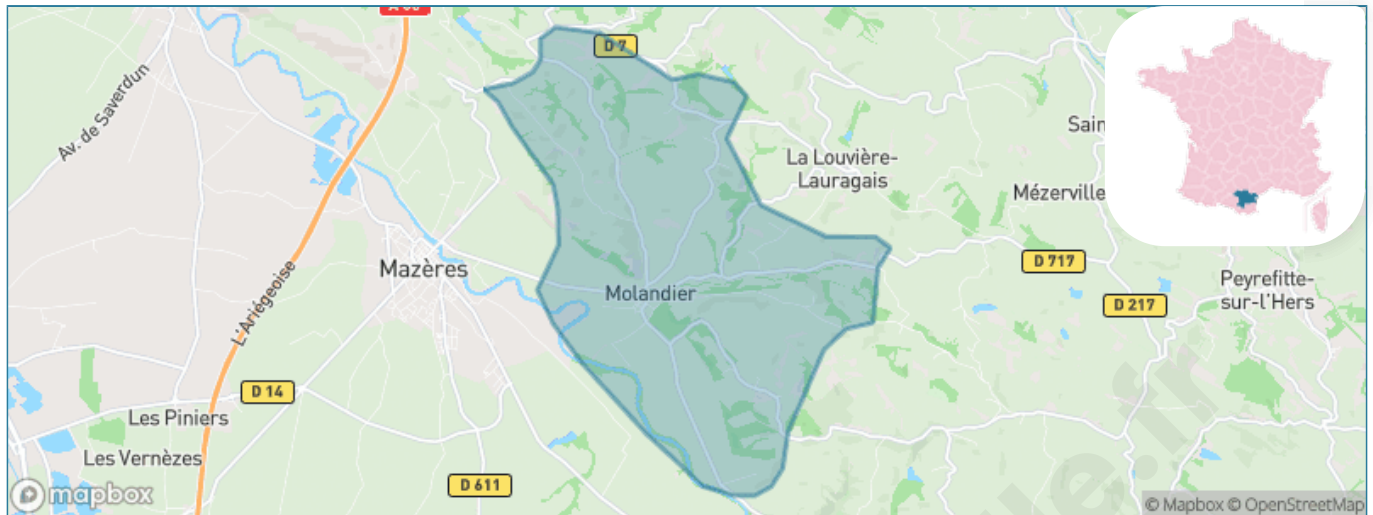 A 66
D 7
Av. de Saverdun
La Louvière-
Lauragais
Mézerville
Mazères
D 717
L'Ariégeoise
Molandier
D 217
Peyrefitte-
sur-l'Hers
D 14
Les Piniers
Les Vernèzes
D 611
mapbox
© Mapbox © OpenStreetMap